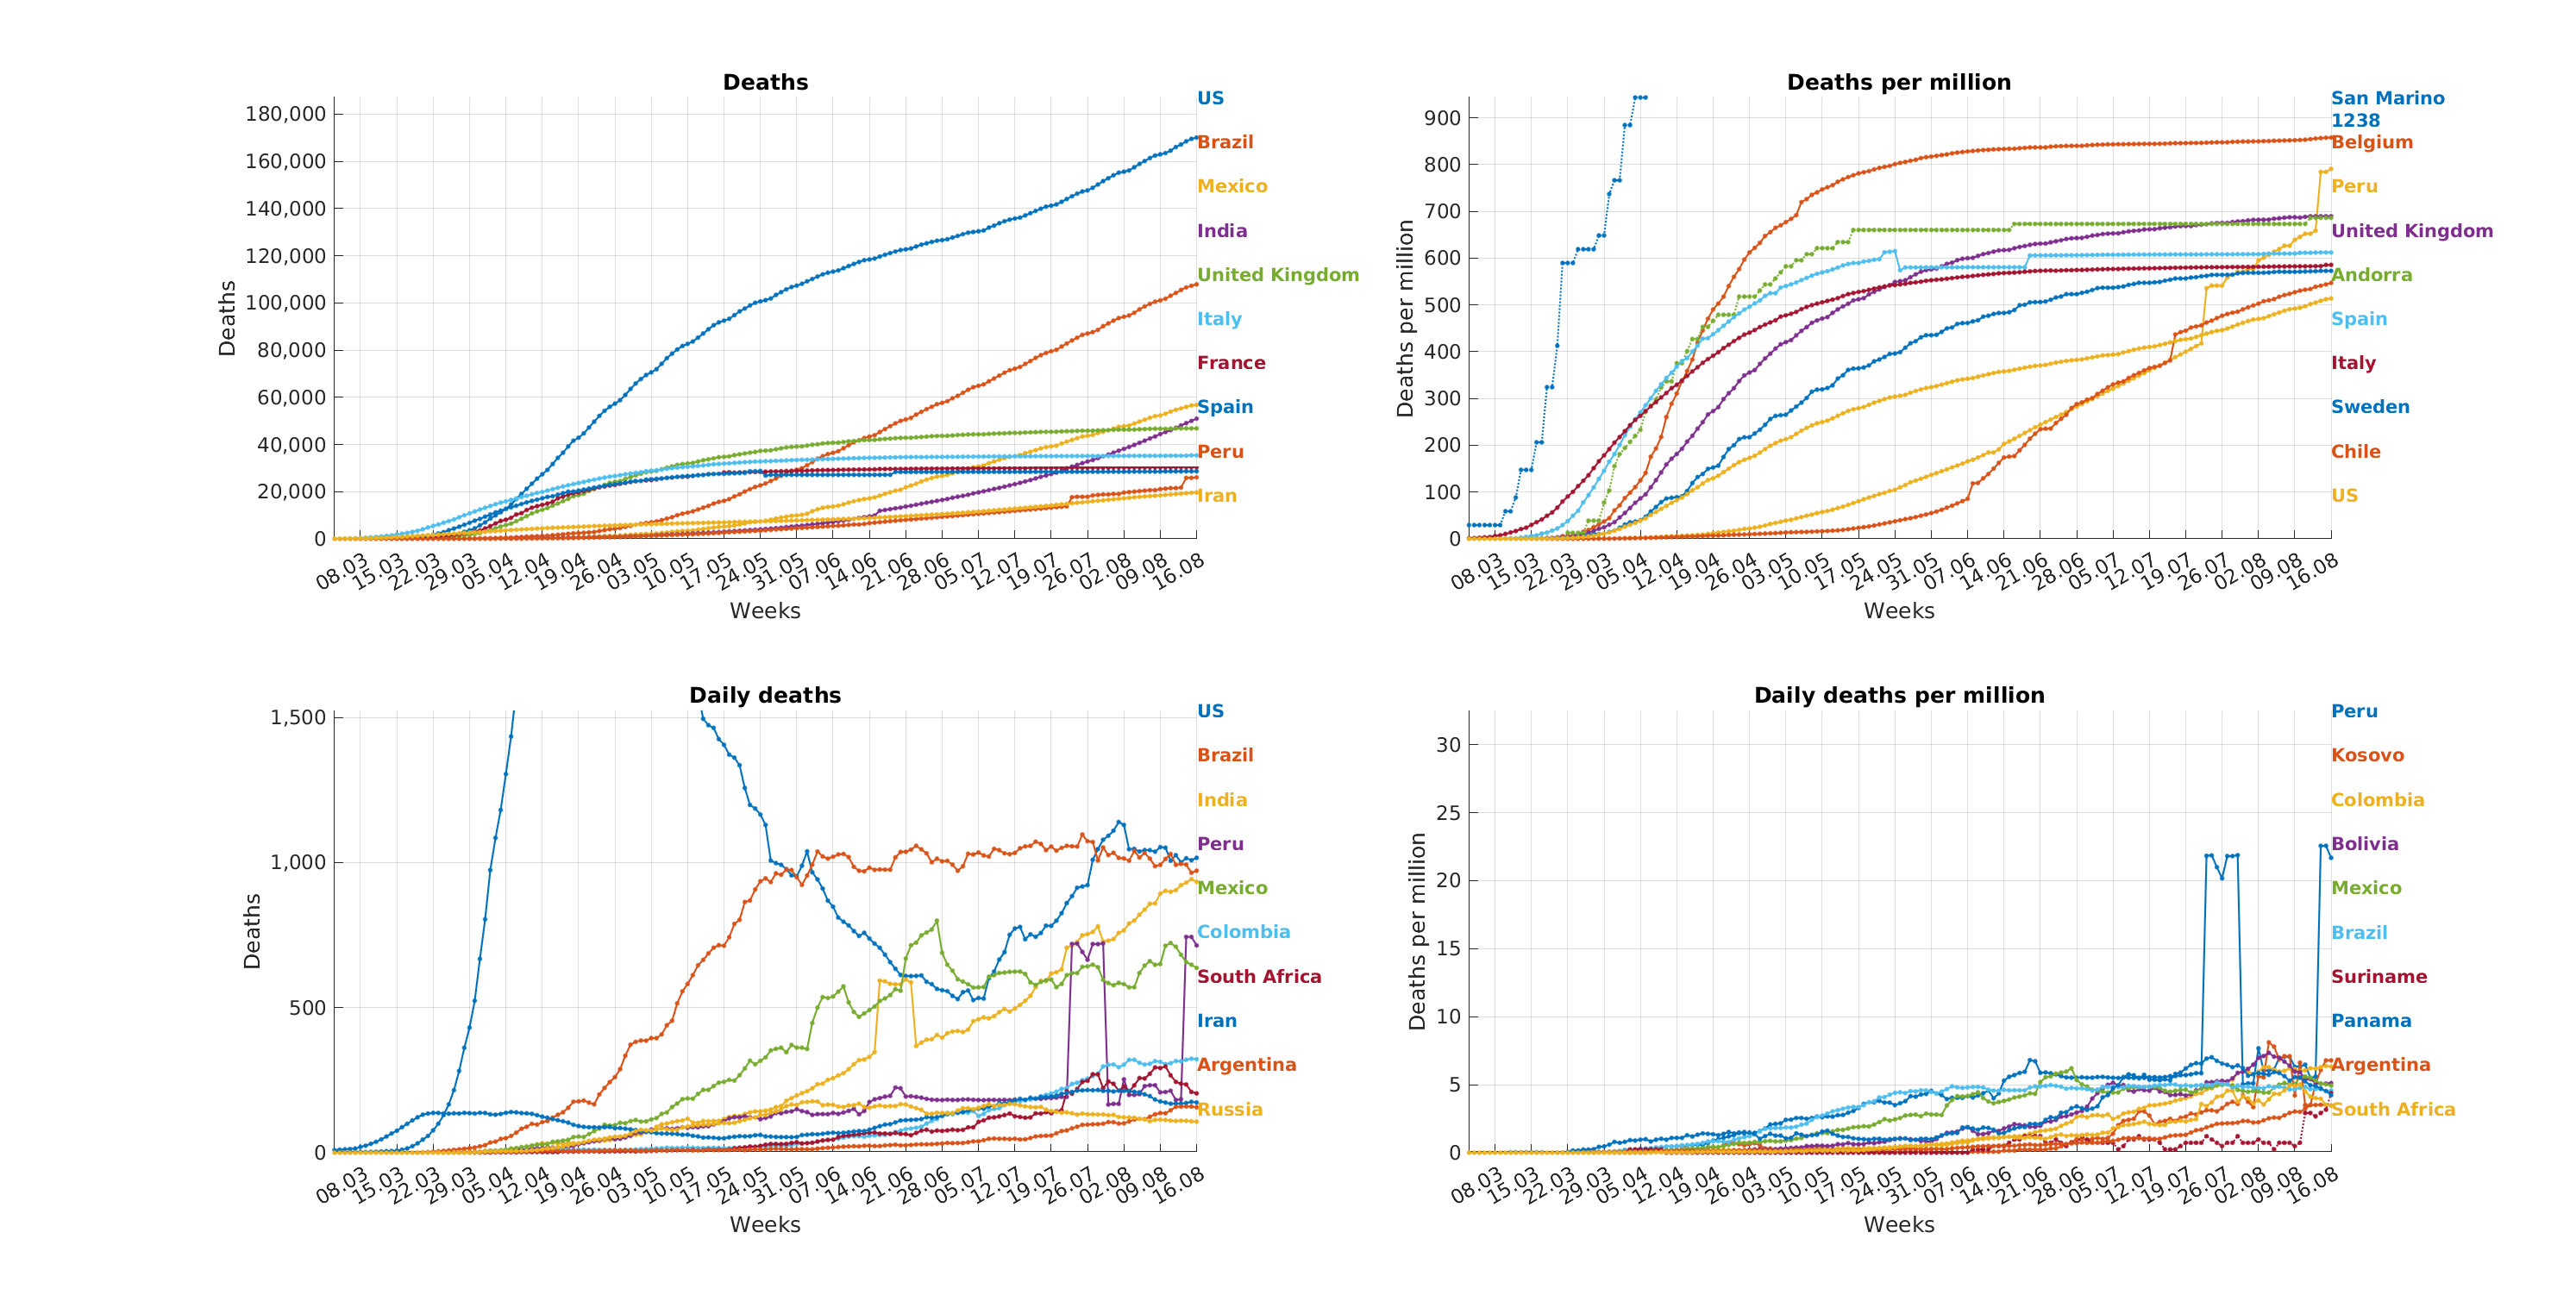 Deaths
180,000
160,000
140,000
120,000
100,000
80,000
60,000
40,000
20,000
0
Deaths
08.03 15.03 22.03 29.03 05.04 12.04 19.04 26.04 03.05 10.05 17.05 24.05 31.05 07.06 14.06 21.06 28.06 05.07 12.07 19.07 26.07 02.08 09.08 16.08
Weeks
US
Brazil
Mexico
India
United Kingdom
Italy
France
Spain
Peru
Iran
Deaths per million
900
800
700
600
500
400
300
200
100
0
Deaths per million
08.03 15.03 22.03 29.03 05.04 12.04 19.04 26.04 03.05 10.05 17.05 24.05 31.05 07.06 14.06 21.06 28.06 05.07 12.07 19.07 26.07 02.08 09.08 16.08
Weeks
San Marino
1238
Belgium
Peru
United Kingdom
Andorra
Spain
Italy
Sweden
Chile
US
Daily deaths
1,500
1,000
500
0
Deaths
08.03 15.03 22.03 29.03 05.04 12.04 19.04 26.04 03.05 10.05 17.05 24.05 31.05 07.06 14.06 21.06 28.06 05.07 12.07 19.07 26.07 02.08 09.08 16.08
Weeks
US
Brazil
India
Peru
Mexico
Colombia
South Africa
Iran
Argentina
Russia
Daily deaths per million
30
25
20
15
10
5
0
Deaths per million
08.03 15.03 22.03 29.03 05.04 12.04 19.04 26.04 03.05 10.05 17.05 24.05 31.05 07.06 14.06 21.06 28.06 05.07 12.07 19.07 26.07 02.08 09.08 16.08
Weeks
Peru
Kosovo
Colombia
Bolivia
Mexico
Brazil
Suriname
Panama
Argentina
South Africa